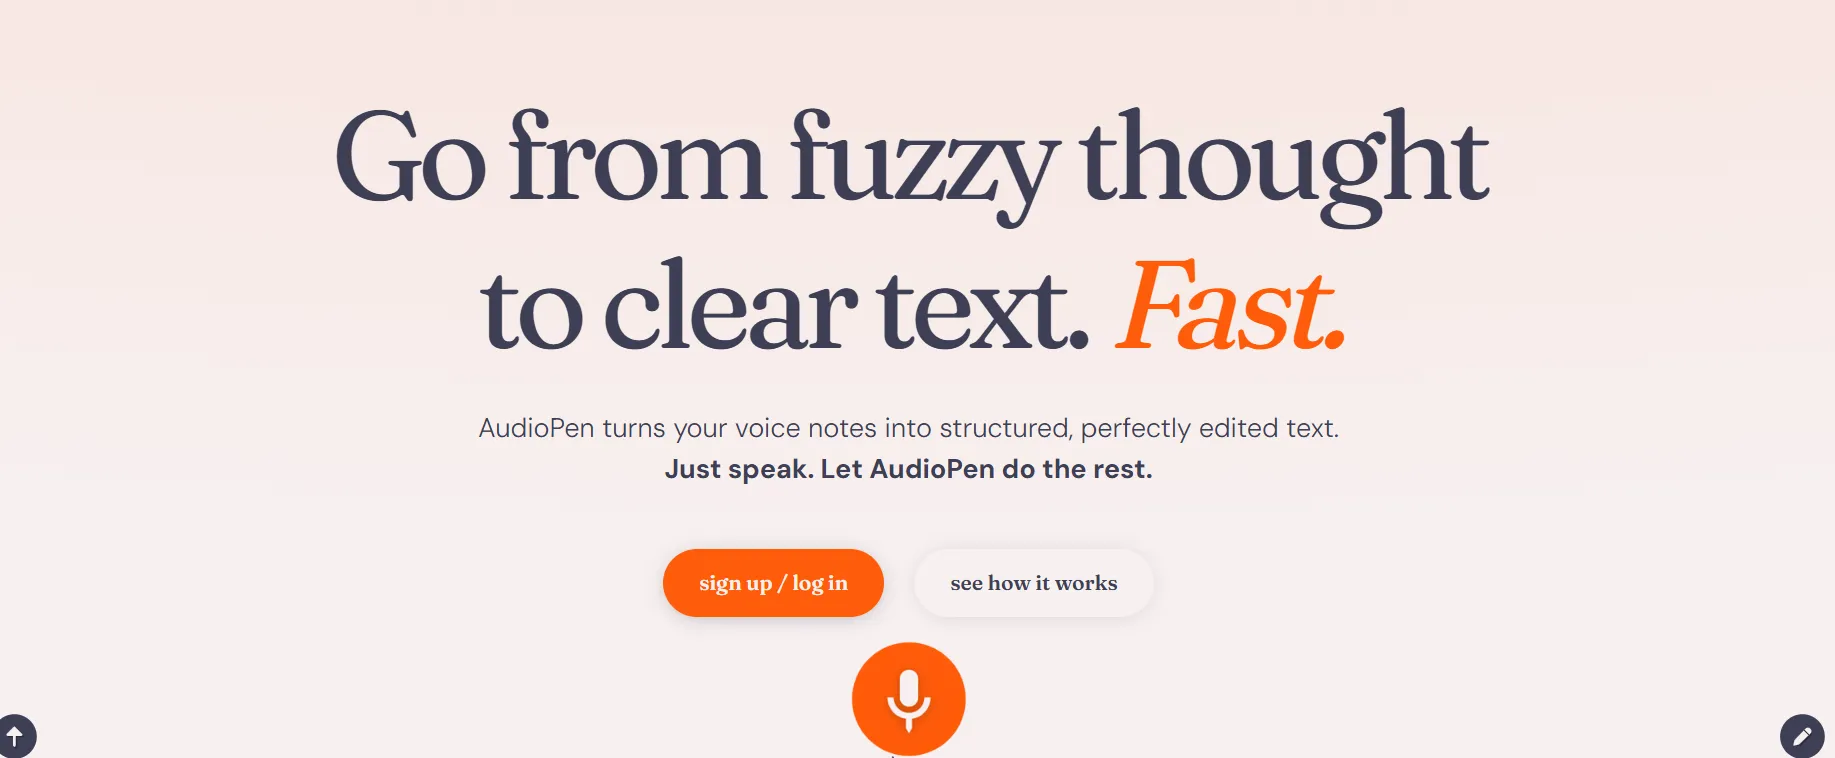 Go from fuzzy thought
to clear text. Fast.
AudioPen turns your voice notes into structured, perfectly edited text.
Just speak. Let AudioPen do the rest.
sign up / log in
see how it works